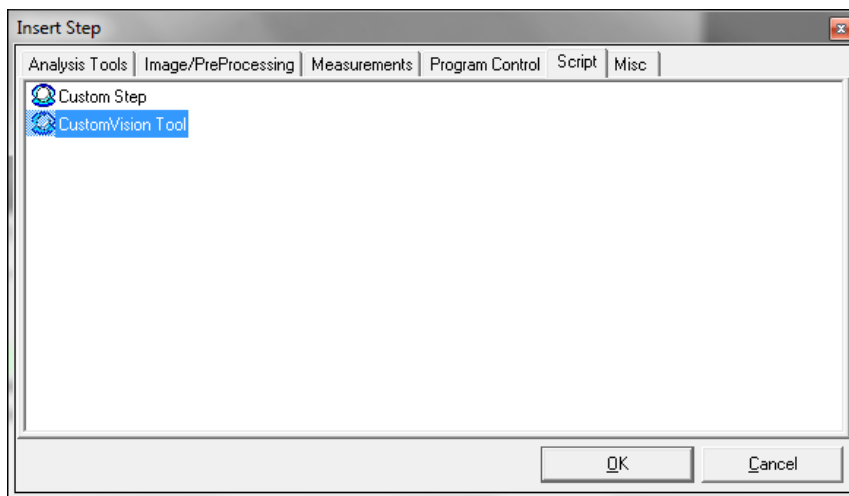 Insert Step
Analysis Tools Image/PreProcessing Measurements Program Control Script Misc
Custom Step
CustomVision Tool
OK Cancel